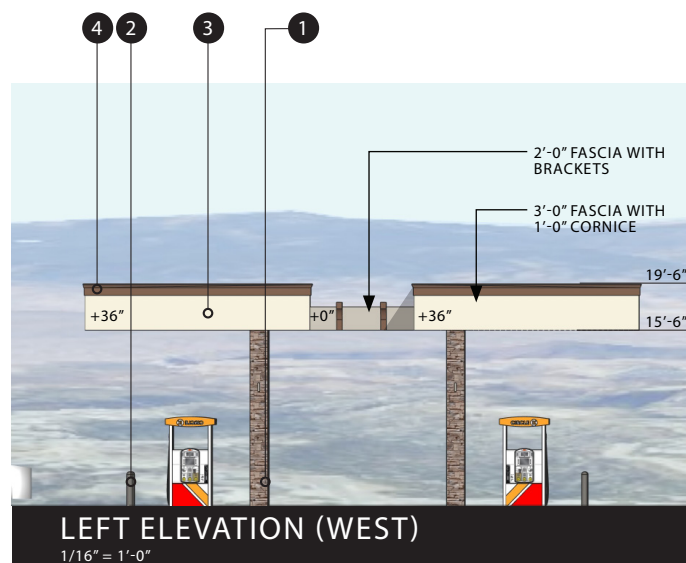 4 2 3 1
2’-0” FASCIA WITH
BRACKETS
3’-0” FASCIA WITH
1’-0” CORNICE
19’-6”
+36”
+0”
+36”
15’-6”
LEFT ELEVATION (WEST)
1/16” = 1’-0”